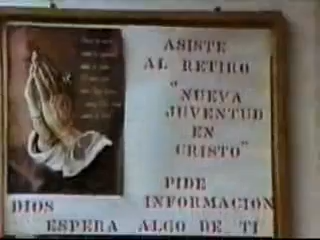 ASISTE
AL RETIRO
"NUEVA
JUVENTUD
EN
CRISTO"
PIDE
INFORMACION
DIOS
ESPERA ALGO DE TI